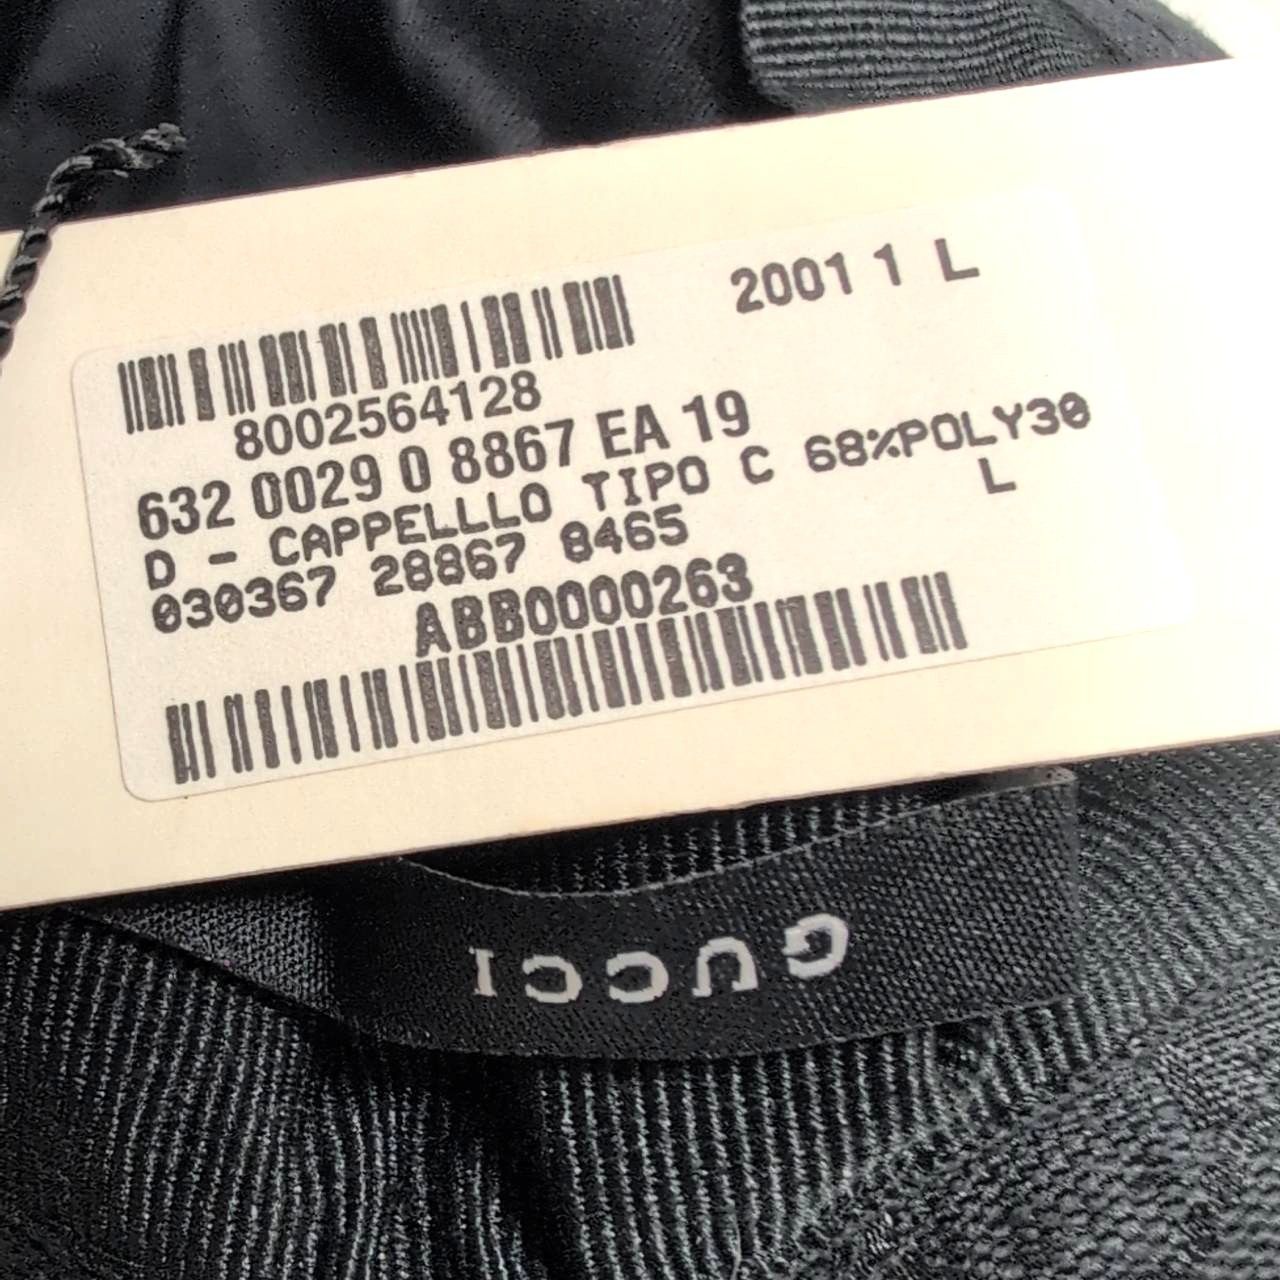 2001 1 L
8002564128
632 0029 0 8867 EA 19
D - CAPPELLLO TIPO C 68%POLY30
030367 28867 8465 L
ABB0000263
GUCCI